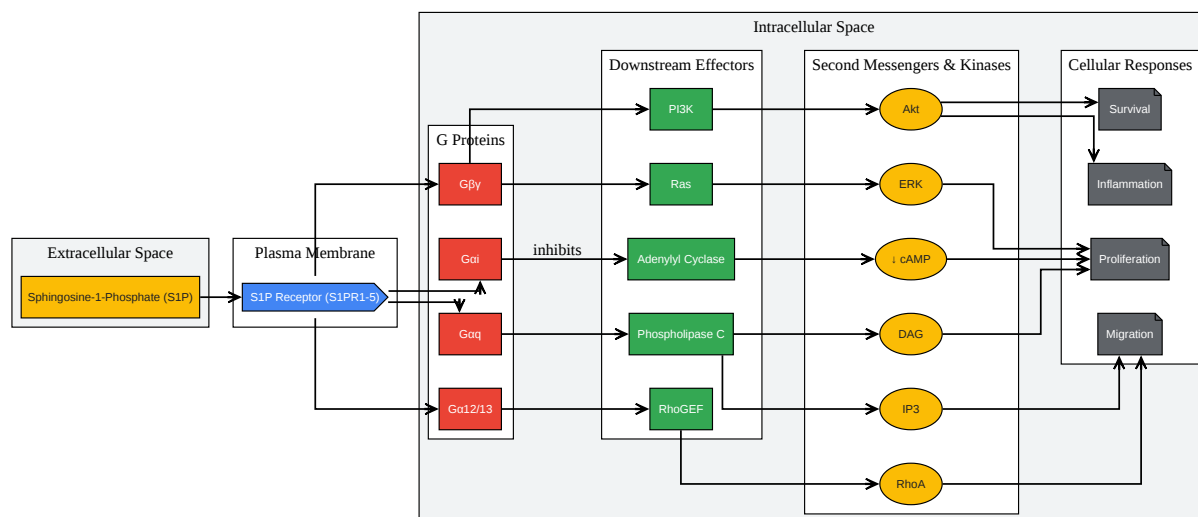 Intracellular Space
Downstream Effectors
Second Messengers & Kinases
Cellular Responses
PI3K
Akt
Survival
G Proteins
Gβγ
Ras
ERK
Inflammation
Extracellular Space
Plasma Membrane
Gαi
inhibits
Adenylyl Cyclase
↓ cAMP
Proliferation
Sphingosine-1-Phosphate (S1P)
S1P Receptor (S1PR1-5)
Gαq
Phospholipase C
DAG
Migration
Gα12/13
RhoGEF
IP3
RhoA